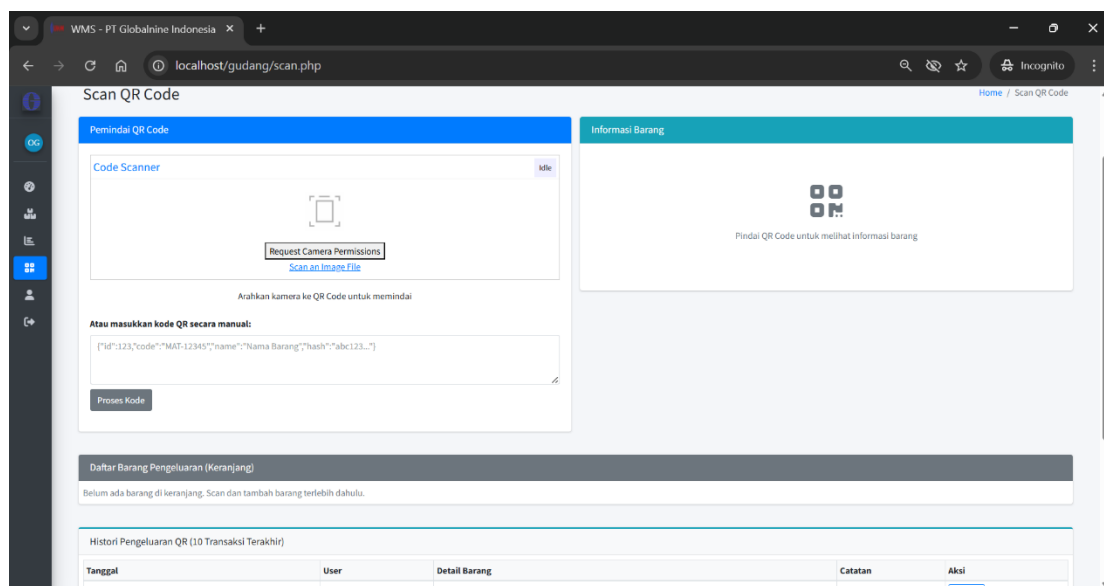 WMS - PT Globalnine Indonesia
localhost/gudang/scan.php
Incognito
Scan QR Code
Home / Scan QR Code
OG
Pemindai QR Code
Informasi Barang
Code Scanner
Idle
Request Camera Permissions
Scan an Image File
Pindai QR Code untuk melihat informasi barang
Arahkan kamera ke QR Code untuk memindai
Atau masukkan kode QR secara manual:
{"id":123,"code":"MAT-12345","name":"Nama Barang","hash":"abc123..."}
Proses Kode
Daftar Barang Pengeluaran (Keranjang)
Belum ada barang di keranjang. Scan dan tambah barang terlebih dahulu.
Histori Pengeluaran QR (10 Transaksi Terakhir)
Tanggal User Detail Barang Catatan Aksi